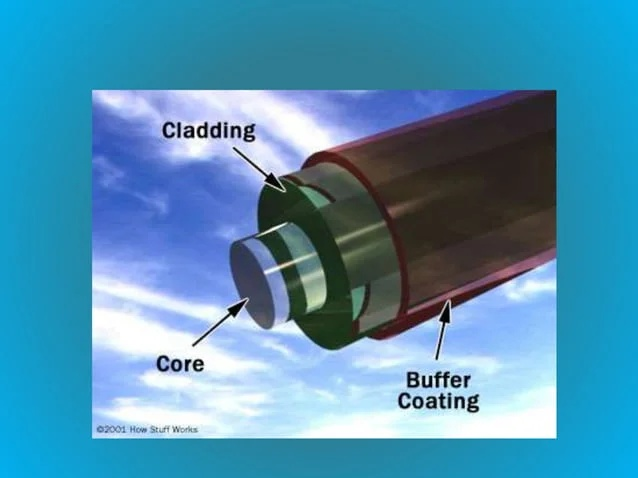 Cladding
Core
Buffer
Coating
©2001 How Stuff Works